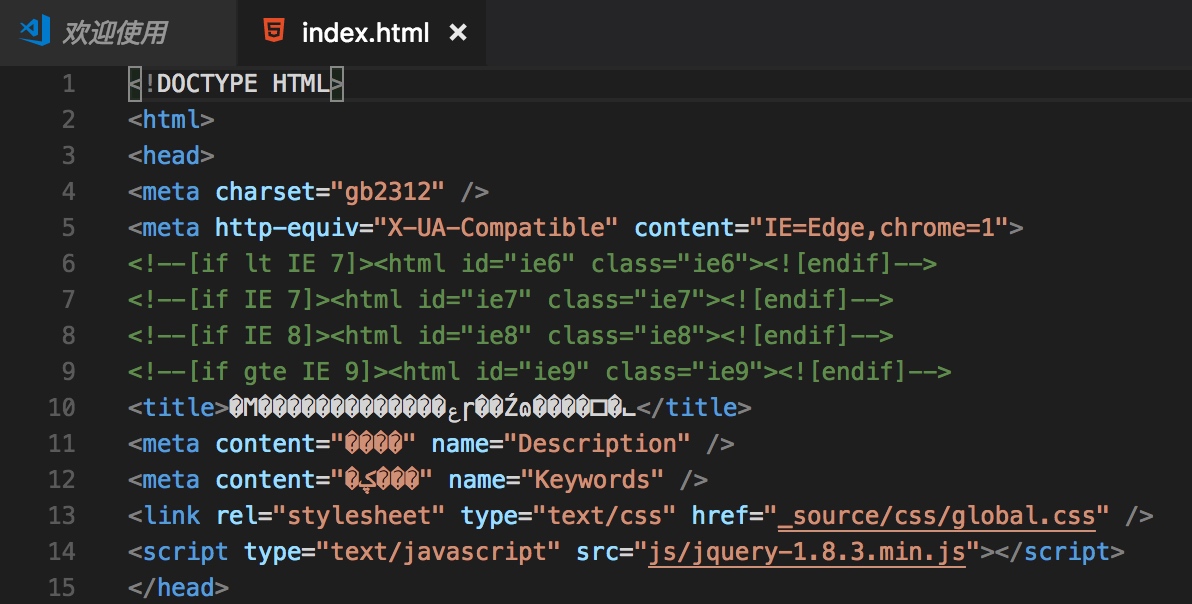 欢迎使用 index.html ×
1 <!DOCTYPE HTML>
2 <html>
3 <head>
4 <meta charset="gb2312" />
5 <meta http-equiv="X-UA-Compatible" content="IE=Edge,chrome=1">
6 <!--[if lt IE 7]><html id="ie6" class="ie6"><![endif]-->
7 <!--[if IE 7]><html id="ie7" class="ie7"><![endif]-->
8 <!--[if IE 8]><html id="ie8" class="ie8"><![endif]-->
9 <!--[if gte IE 9]><html id="ie9" class="ie9"><![endif]-->
10 <title></title>
11 <meta content="����" name="Description" />
12 <meta content="" name="Keywords" />
13 <link rel="stylesheet" type="text/css" href="_source/css/global.css" />
14 <script type="text/javascript" src="js/jquery-1.8.3.min.js"></script>
15 </head>